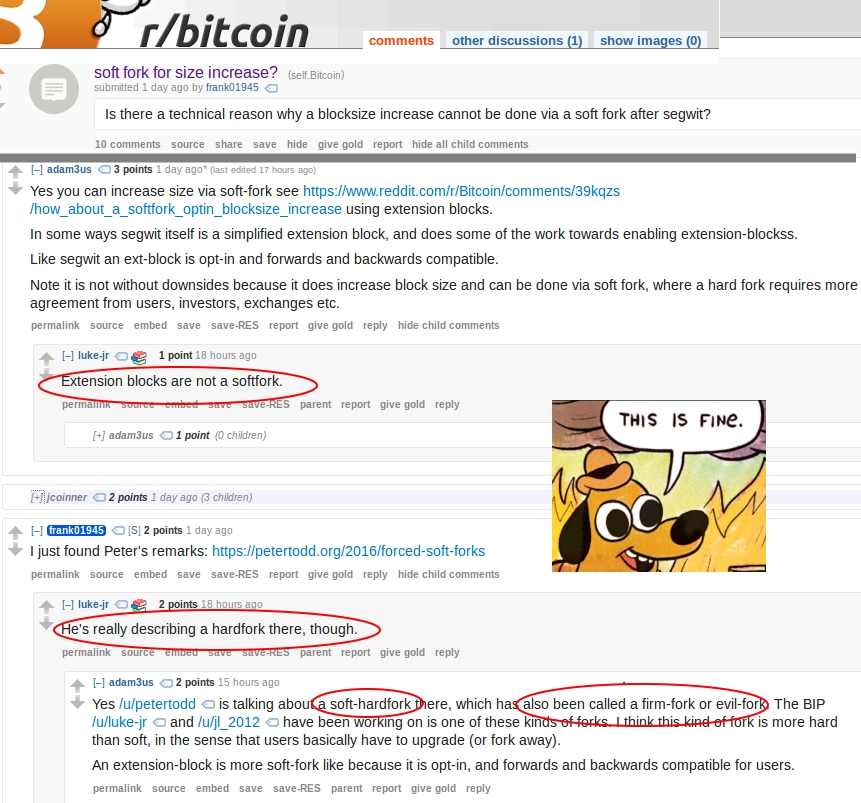 r/bitcoin
comments other discussions (1) show images (0)
soft fork for size increase? (self.Bitcoin)
submitted 1 day ago by frank01945
Is there a technical reason why a blocksize increase cannot be done via a soft fork after segwit?
10 comments source share save hide give gold report hide all child comments
[–] adam3us 3 points 1 day ago* (last edited 17 hours ago)
Yes you can increase size via soft-fork see https://www.reddit.com/r/Bitcoin/comments/39kqzs
/how_about_a_softfork_optin_blocksize_increase using extension blocks.
In some ways segwit itself is a simplified extension block, and does some of the work towards enabling extension-blockss.
Like segwit an ext-block is opt-in and forwards and backwards compatible.
Note it is not without downsides because it does increase block size and can be done via soft fork, where a hard fork requires more
agreement from users, investors, exchanges etc.
permalink source embed save save-RES report give gold reply hide child comments
[–] luke-jr 1 point 18 hours ago
Extension blocks are not a softfork.
permalink source embed save save-RES parent report give gold reply
[+] adam3us 1 point (0 children)
THIS IS FINE.
[+] jcoinner 2 points 1 day ago (3 children)
[–] frank01945 [S] 2 points 1 day ago
I just found Peter's remarks: https://petertodd.org/2016/forced-soft-forks
permalink source embed save save-RES report give gold reply hide child comments
[–] luke-jr 2 points 18 hours ago
He's really describing a hardfork there, though.
permalink source embed save save-RES parent report give gold reply
[–] adam3us 2 points 15 hours ago
Yes /u/petertodd is talking about a soft-hardfork there, which has also been called a firm-fork or evil-fork. The BIP
/u/luke-jr and /u/jl_2012 have been working on is one of these kinds of forks. I think this kind of fork is more hard
than soft, in the sense that users basically have to upgrade (or fork away).
An extension-block is more soft-fork like because it is opt-in, and forwards and backwards compatible for users.
permalink source embed save save-RES parent report give gold reply